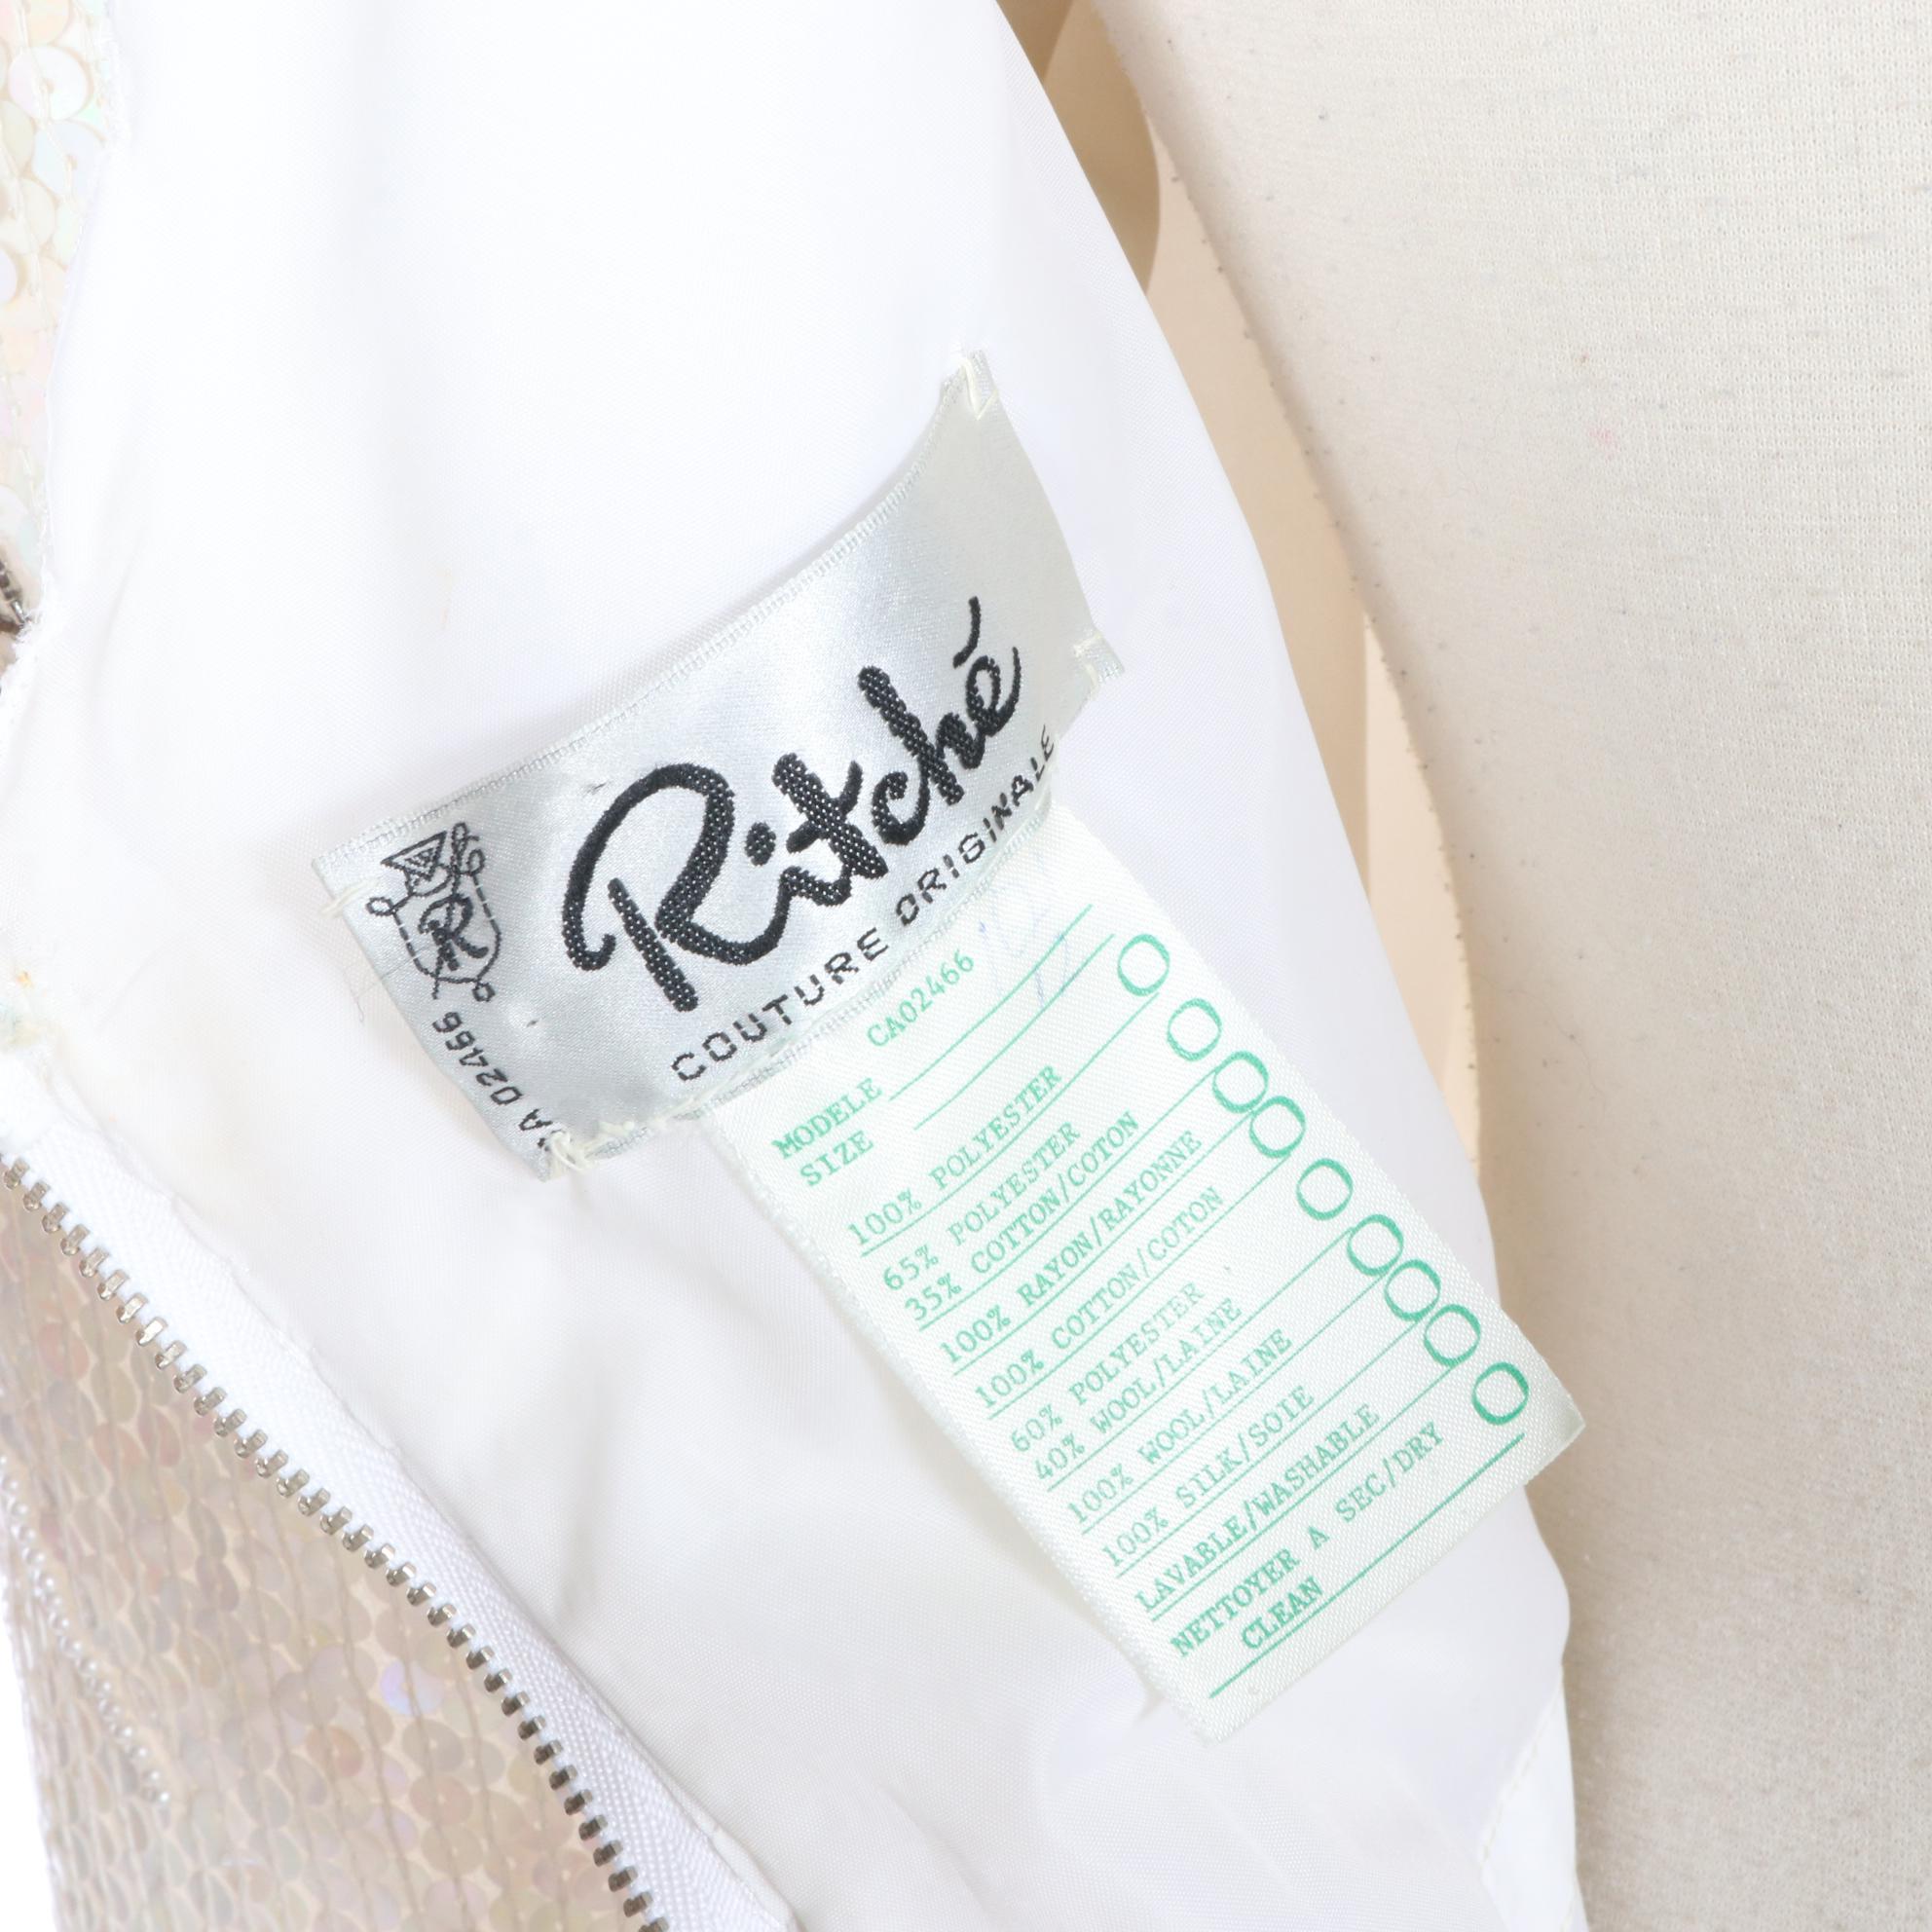 Ritché
COUTURE ORIGINALE
R
CA 02466
CA02466
MODELE
SIZE
100% POLYESTER
65% POLYESTER
35% COTTON/COTON
100% RAYON/RAYONNE
100% COTTON/COTON
60% POLYESTER
40% WOOL/LAINE
100% WOOL/LAINE
100% SILK/SOIE
LAVABLE/WASHABLE
NETTOYER A SEC/DRY
CLEAN